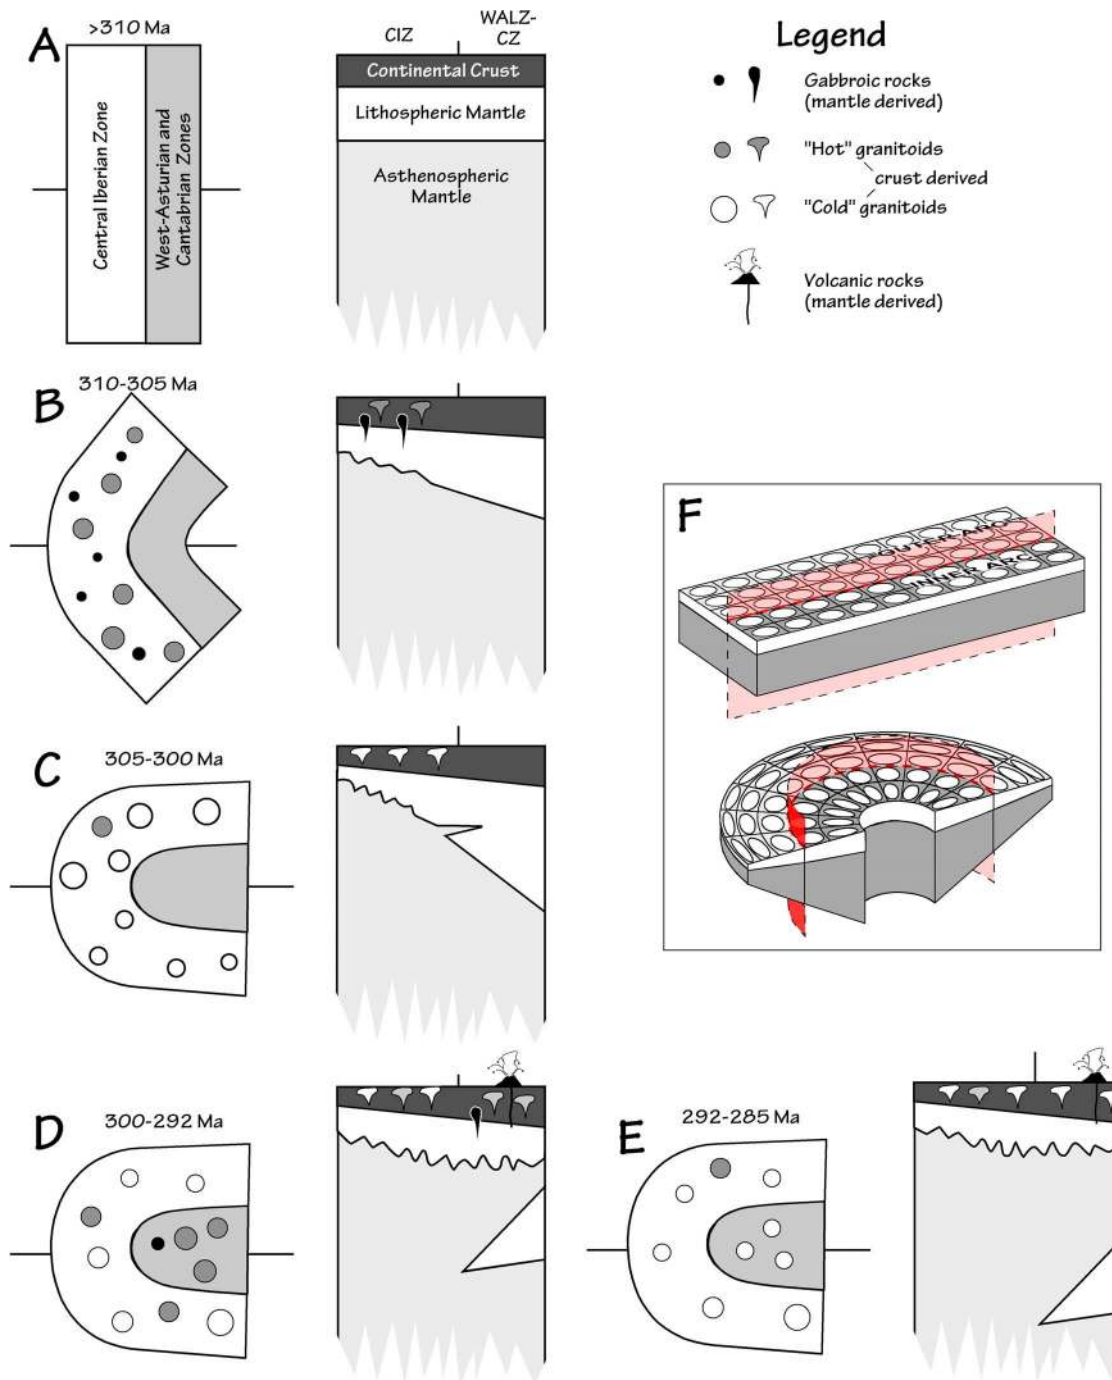 A
>310 Ma
Central Iberian Zone
West-Asturian and
Cantabrian Zones
CIZ
WALZ-
CZ
Continental Crust
Lithospheric Mantle
Asthenospheric
Mantle
Legend
Gabbroic rocks
(mantle derived)
"Hot" granitoids
crust derived
"Cold" granitoids
Volcanic rocks
(mantle derived)
B
310-305 Ma
F
OUTER ARC
INNER ARC
C
305-300 Ma
D
300-292 Ma
E
292-285 Ma